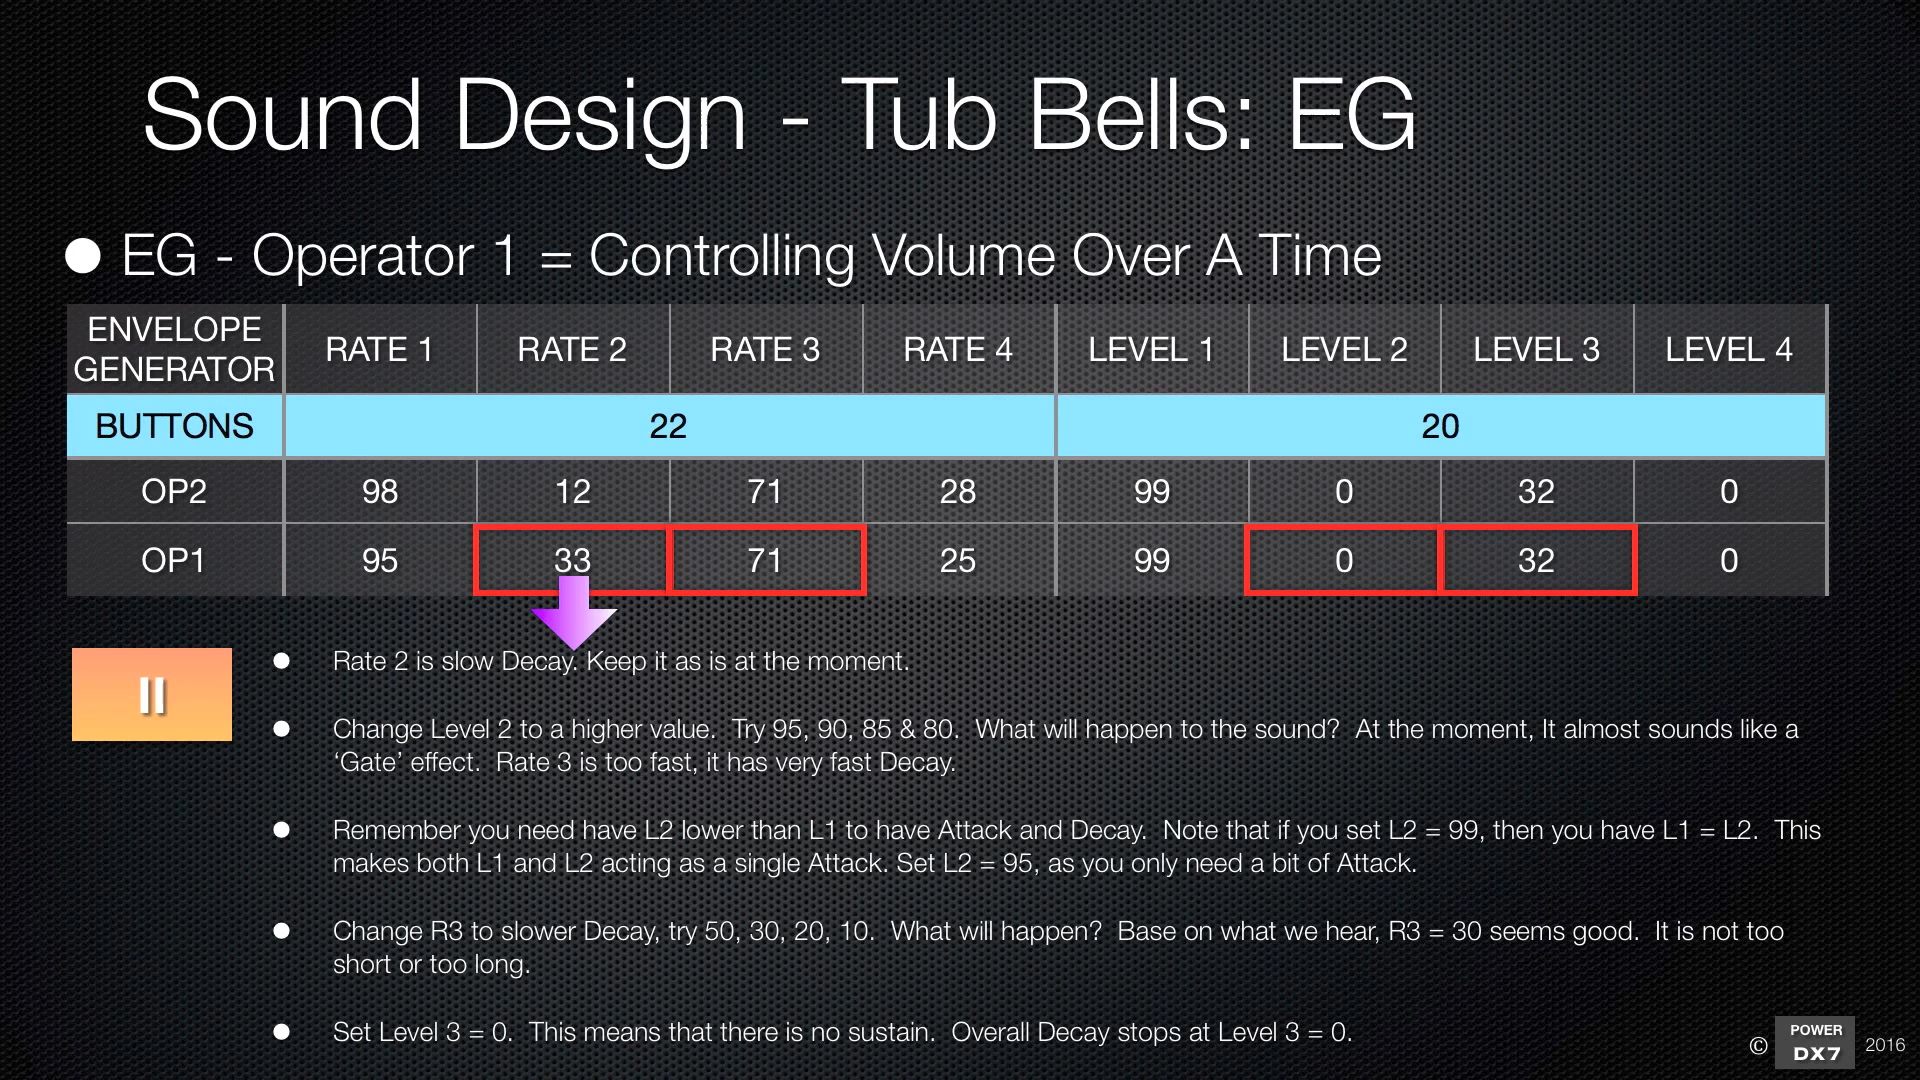 Sound Design - Tub Bells: EG
EG - Operator 1 = Controlling Volume Over A Time
ENVELOPE GENERATOR RATE 1 RATE 2 RATE 3 RATE 4 LEVEL 1 LEVEL 2 LEVEL 3 LEVEL 4
BUTTONS 22 20
OP2 98 12 71 28 99 0 32 0
OP1 95 33 71 25 99 0 32 0
Rate 2 is slow Decay. Keep it as is at the moment.
Change Level 2 to a higher value. Try 95, 90, 85 & 80. What will happen to the sound? At the moment, It almost sounds like a
‘Gate’ effect. Rate 3 is too fast, it has very fast Decay.
Remember you need have L2 lower than L1 to have Attack and Decay. Note that if you set L2 = 99, then you have L1 = L2. This
makes both L1 and L2 acting as a single Attack. Set L2 = 95, as you only need a bit of Attack.
Change R3 to slower Decay, try 50, 30, 20, 10. What will happen? Base on what we hear, R3 = 30 seems good. It is not too
short or too long.
Set Level 3 = 0. This means that there is no sustain. Overall Decay stops at Level 3 = 0.
© POWER DX7 2016